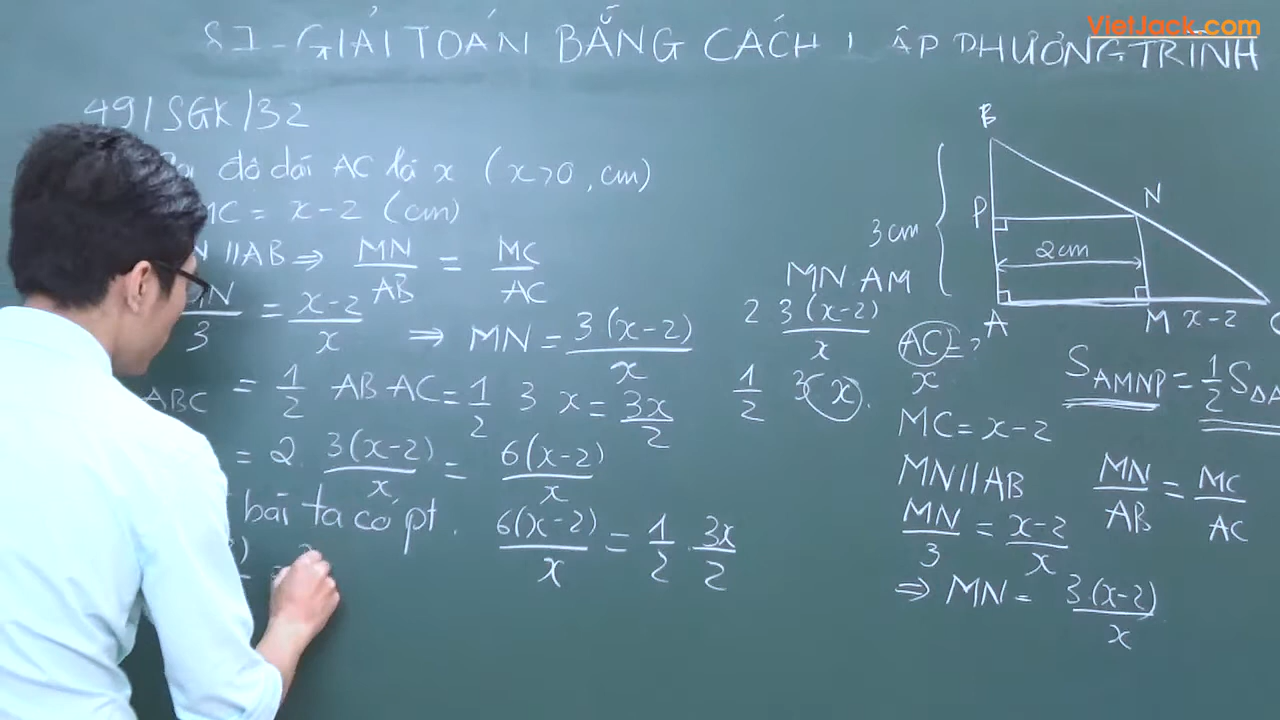 VietJack.com
§7 - GIẢI TOÁN BẰNG CÁCH LẬP PHƯƠNG TRÌNH
49/SGK/32
độ dài AC là x (x>0, cm)
MC = x-2 (cm)
N // AB ⇒ MN/AB = MC/AC
MN/3 = x-2/x ⇒ MN = 3(x-2)/x
ABC = 1/2 AB AC = 1/2 3 x = 3x/2
= 2. 3(x-2)/x = 6(x-2)/x
bài ta có pt. 6(x-2)/x = 1/2 . 3x/2
MN AM
2 3(x-2)/x
1/2 3 x.
B
P
N
3cm
2cm
A
M
x-2
C
AC = ?
x
S AMNP = 1/2 S ΔA
MC = x-2
MN // AB MN/AB = MC/AC
MN/3 = x-2/x
⇒ MN = 3.(x-2)/x